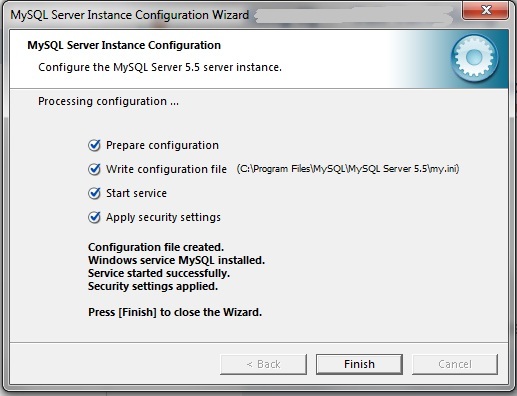 MySQL Server Instance Configuration Wizard
MySQL Server Instance Configuration
Configure the MySQL Server 5.5 server instance.
Processing configuration ...
Prepare configuration
Write configuration file (C:\Program Files\MySQL\MySQL Server 5.5\my.ini)
Start service
Apply security settings
Configuration file created.
Windows service MySQL installed.
Service started successfully.
Security settings applied.
Press [Finish] to close the Wizard.
< Back Finish Cancel